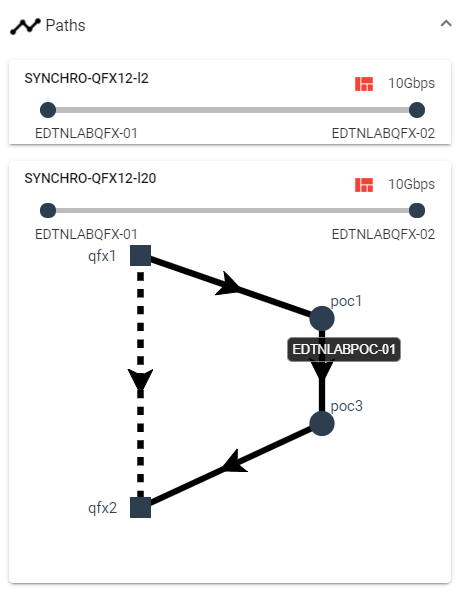 Paths
SYNCHRO-QFX12-l2
10Gbps
EDTNLABQFX-01 EDTNLABQFX-02
SYNCHRO-QFX12-l20
10Gbps
EDTNLABQFX-01 EDTNLABQFX-02
qfx1
poc1
EDTNLABPOC-01
poc3
qfx2